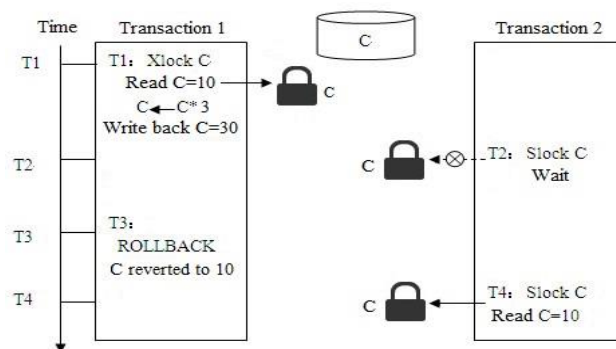 Time
Transaction 1
C
Transaction 2
T1
T1: Xlock C
Read C=10
C
C C*3
Write back C=30
T2
C
T2: Slock C
Wait
T3
T3:
ROLLBACK
C reverted to 10
T4
C
T4: Slock C
Read C=10